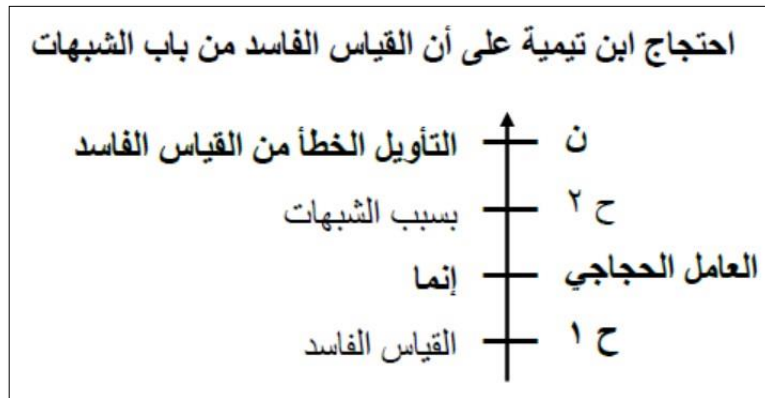 احتجاج ابن تيمية على أن القياس الفاسد من باب الشبهات
ن التأويل الخطأ من القياس الفاسد
ح ٢ بسبب الشبهات
العامل الحجاجي إنما
ح ١ القياس الفاسد